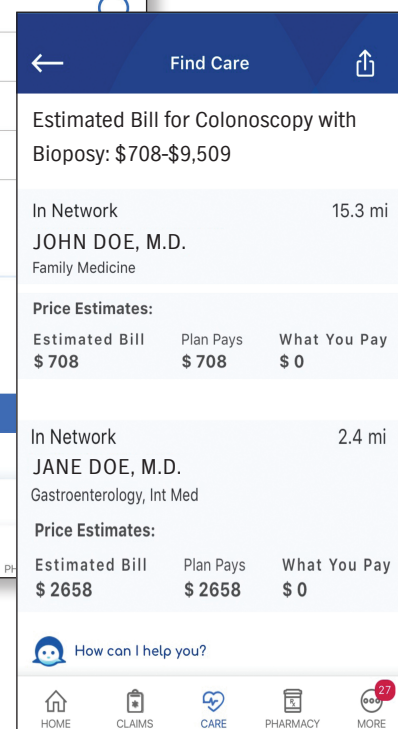 Find Care
Estimated Bill for Colonoscopy with
Bioposy: $708-$9,509
In Network 15.3 mi
JOHN DOE, M.D.
Family Medicine
Price Estimates:
Estimated Bill Plan Pays What You Pay
$ 708 $ 708 $ 0
In Network 2.4 mi
JANE DOE, M.D.
Gastroenterology, Int Med
Price Estimates:
Estimated Bill Plan Pays What You Pay
$ 2658 $ 2658 $ 0
PH
How can I help you?
27
HOME CLAIMS CARE PHARMACY MORE